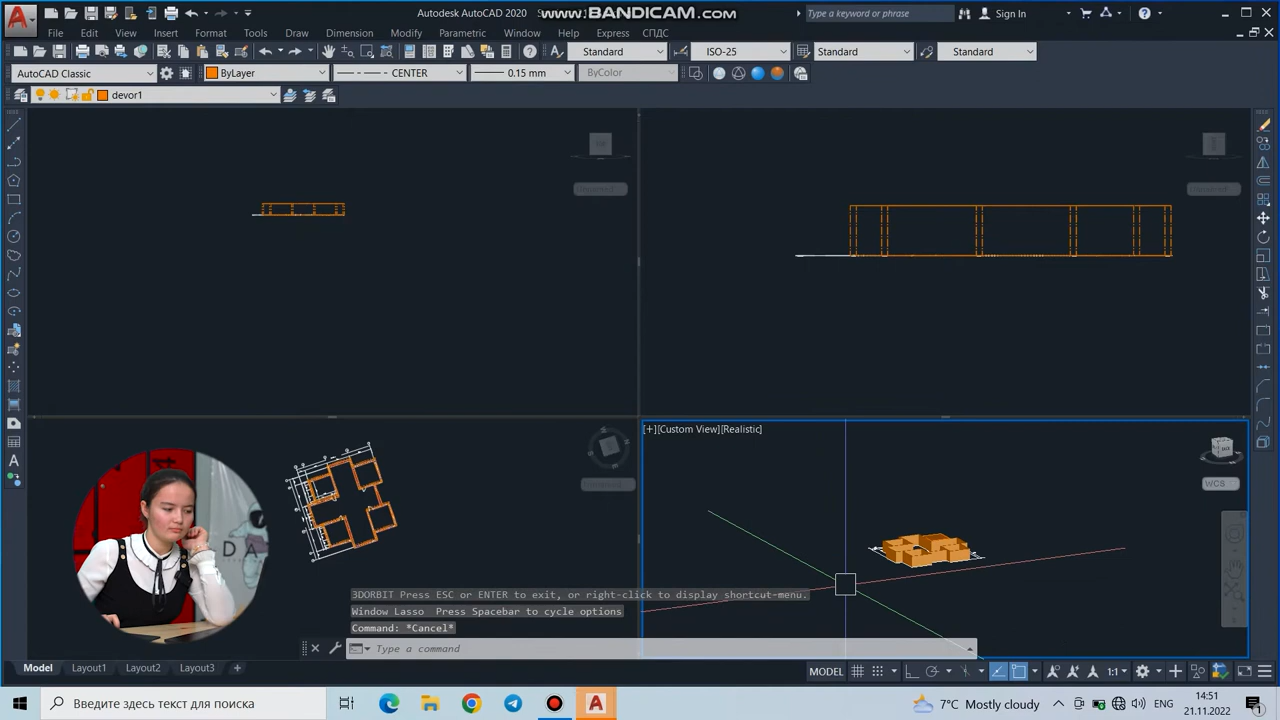 Autodesk AutoCAD 2020
www.BANDICAM.com
Type a keyword or phrase
Sign In
File Edit View Insert Format Tools Draw Dimension Modify Parametric Window Help Express СПДС
Standard ISO-25 Standard Standard
AutoCAD Classic ByLayer CENTER 0.15 mm ByColor
devor1
[+][Custom View][Realistic]
WCS
3DORBIT Press ESC or ENTER to exit, or right-click to display shortcut-menu.
Window Lasso Press Spacebar to cycle options
Command: *Cancel*
Type a command
Model Layout1 Layout2 Layout3 +
MODEL 1:1
Введите здесь текст для поиска
7°C Mostly cloudy
ENG
14:51
21.11.2022